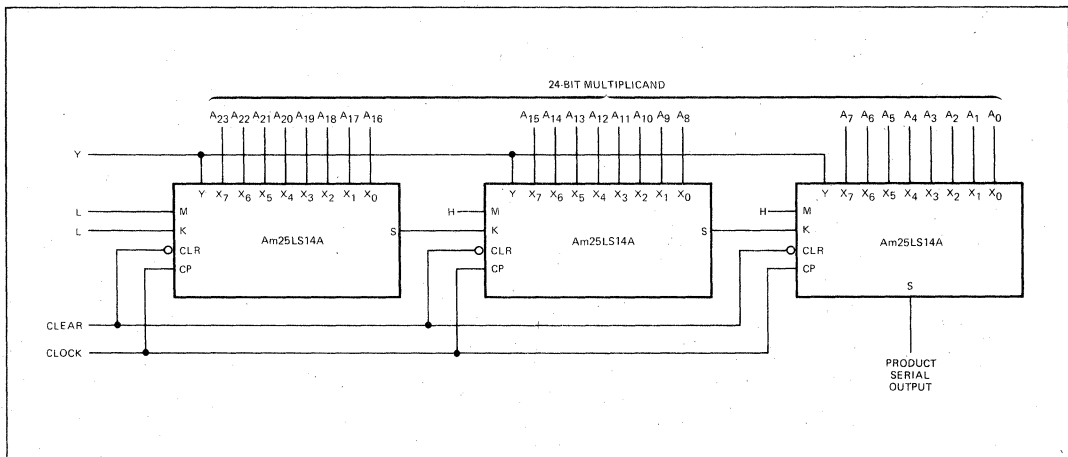 24-BIT MULTIPLICAND
A23 A22 A21 A20 A19 A18 A17 A16 A15 A14 A13 A12 A11 A10 A9 A8 A7 A6 A5 A4 A3 A2 A1 A0
Y
Y X7 X6 X5 X4 X3 X2 X1 X0
L M
L K S
Am25LS14A
CLR
CP
Y X7 X6 X5 X4 X3 X2 X1 X0
H M
K S
Am25LS14A
CLR
CP
Y X7 X6 X5 X4 X3 X2 X1 X0
H M
K
Am25LS14A
CLR
CP
S
CLEAR
CLOCK
PRODUCT
SERIAL
OUTPUT